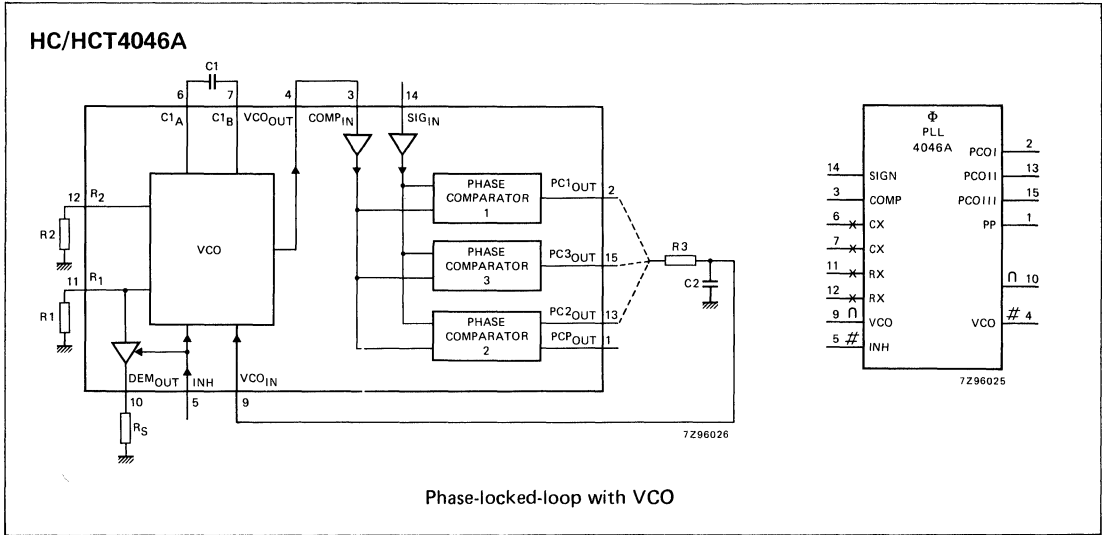 HC/HCT4046A
C1
6 7 4 3 14
C1A C1B VCOOUT COMPIN SIGIN
PHASE COMPARATOR 1
PC1OUT 2
12 R2
R2
VCO
PHASE COMPARATOR 3
PC3OUT 15
R3
C2
11 R1
R1
PHASE COMPARATOR 2
PC2OUT 13
PCPOUT 1
DEMOUT INH VCOIN
10 5 9
RS
7Z96026
Φ
PLL
4046A
14 SIGN
3 COMP
6 CX
7 CX
11 RX
12 RX
9 ∩ VCO
5 # INH
PCOI 2
PCOII 13
PCOIII 15
PP 1
∩ 10
VCO # 4
7Z96025
Phase-locked-loop with VCO